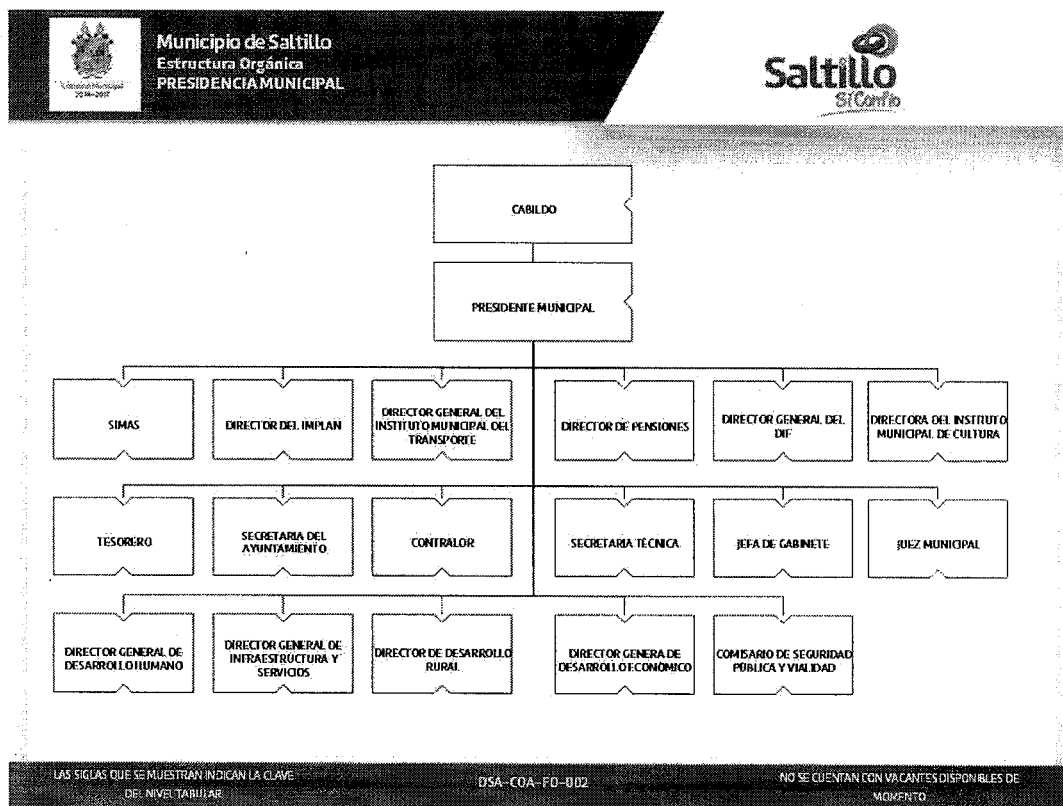 Municipio de Saltillo
Estructura Orgánica
PRESIDENCIA MUNICIPAL
2014-2017
Saltillo
Sí Confío
CABILDO
PRESIDENTE MUNICIPAL
SIMAS
DIRECTOR DEL IMPLAN
DIRECTOR GENERAL DEL
INSTITUTO MUNICIPAL DEL
TRANSPORTE
DIRECTOR DE PENSIONES
DIRECTOR GENERAL DEL
DIF
DIRECTORA DEL INSTITUTO
MUNICIPAL DE CULTURA
TESORERO
SECRETARIA DEL
AYUNTAMIENTO
CONTRALOR
SECRETARIA TÉCNICA
JEFA DE GABINETE
JUEZ MUNICIPAL
DIRECTOR GENERAL DE
DESARROLLO HUMANO
DIRECTOR GENERAL DE
INFRAESTRUCTURA Y
SERVICIOS
DIRECTOR DE DESARROLLO
RURAL
DIRECTOR GENERA DE
DESARROLLO ECONÓMICO
COMISARIO DE SEGURIDAD
PÚBLICA Y VIALIDAD
LAS SIGLAS QUE SE MUESTRAN INDICAN LA CLAVE
DEL NIVEL TABULAR
DSA-COA-FO-002
NO SE CUENTAN CON VACANTES DISPONIBLES DE
MOMENTO